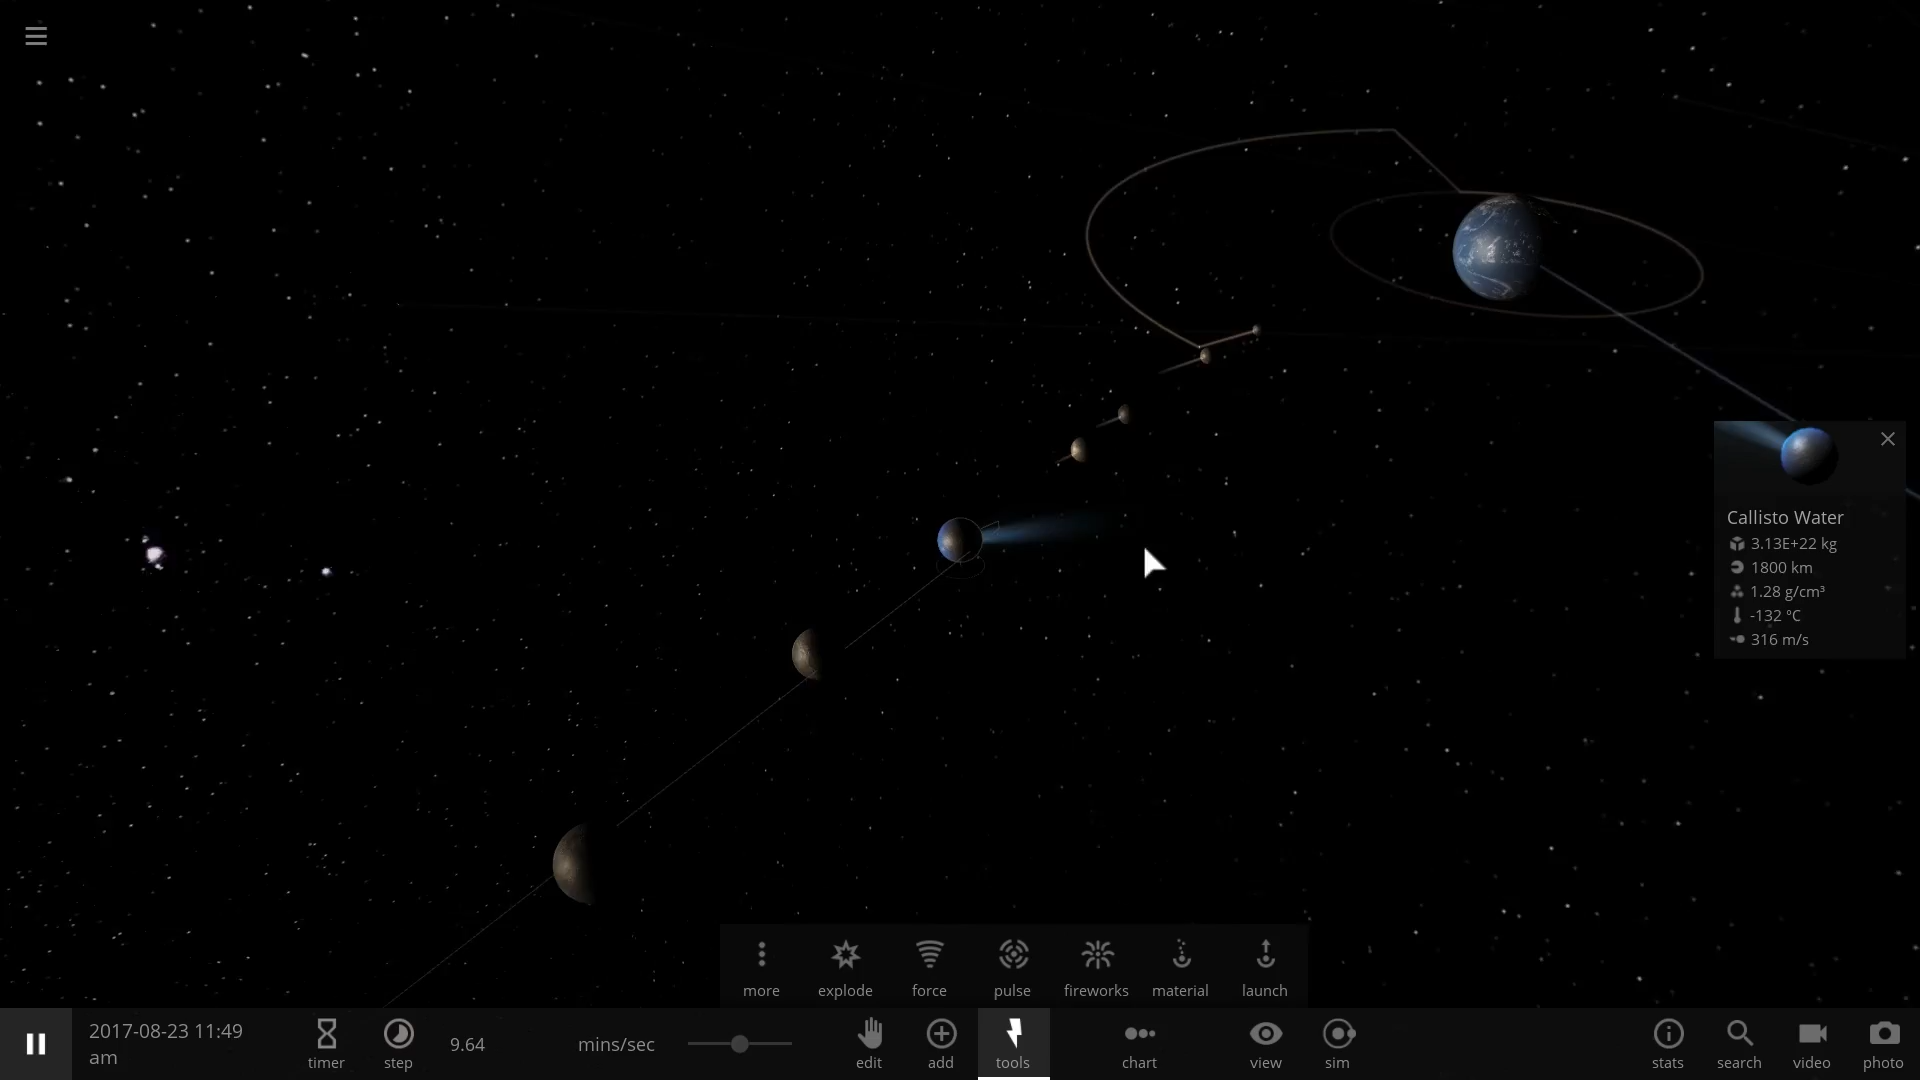 Callisto Water
3.13E+22 kg
1800 km
1.28 g/cm³
-132 °C
316 m/s
more
explode
force
pulse
fireworks
material
launch
2017-08-23 11:49
am
timer
step
9.64
mins/sec
edit
add
tools
chart
view
sim
stats
search
video
photo